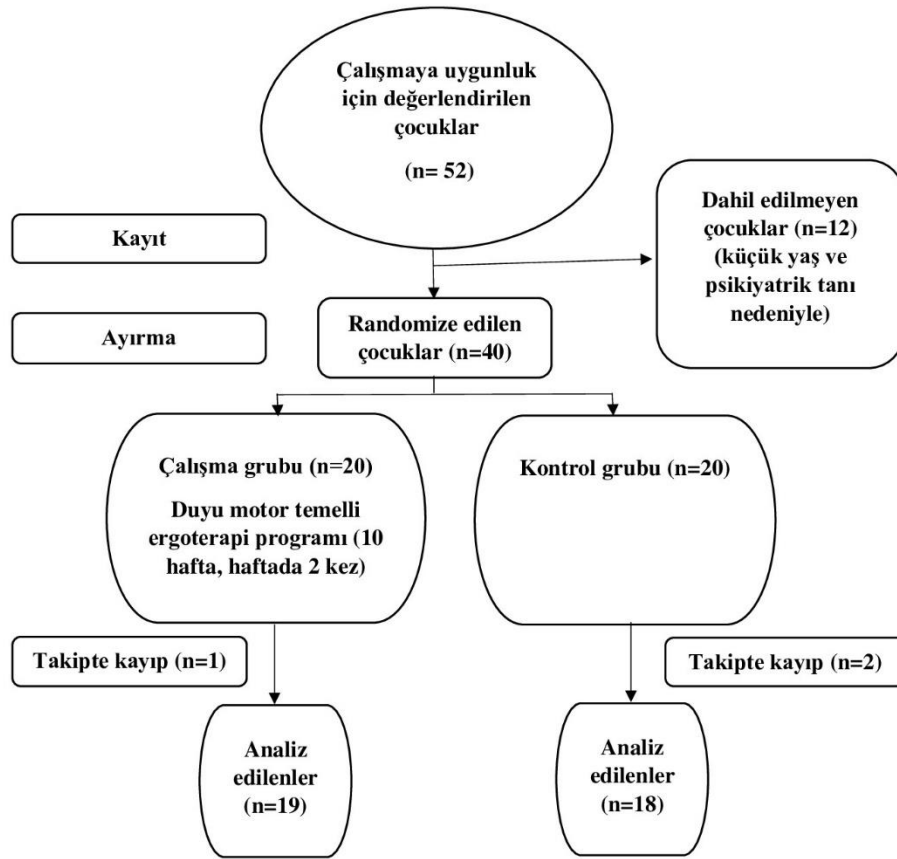 Çalışmaya uygunluk
için değerlendirilen
çocuklar
(n= 52)
Dahil edilmeyen
çocuklar (n=12)
(küçük yaş ve
psikiyatrik tanı
nedeniyle)
Kayıt
Ayırma
Randomize edilen
çocuklar (n=40)
Çalışma grubu (n=20)
Duyu motor temelli
ergoterapi programı (10
hafta, haftada 2 kez)
Kontrol grubu (n=20)
Takipte kayıp (n=1)
Takipte kayıp (n=2)
Analiz
edilenler
(n=19)
Analiz
edilenler
(n=18)